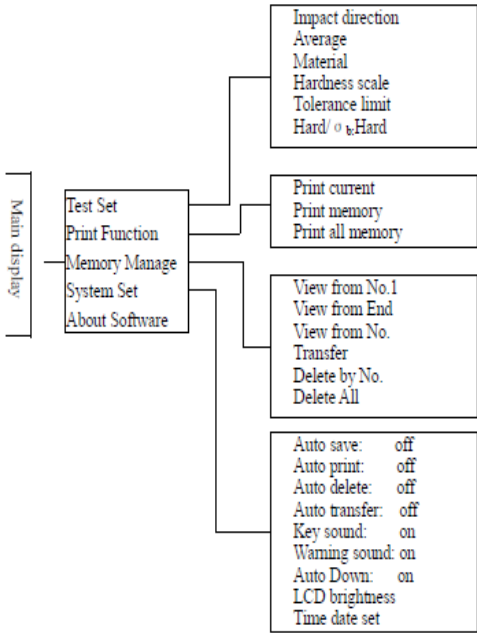 Main display
Test Set
Print Function
Memory Manage
System Set
About Software
Impact direction
Average
Material
Hardness scale
Tolerance limit
Hard/σb:Hard
Print current
Print memory
Print all memory
View from No.1
View from End
View from No.
Transfer
Delete by No.
Delete All
Auto save: off
Auto print: off
Auto delete: off
Auto transfer: off
Key sound: on
Warning sound: on
Auto Down: on
LCD brightness
Time date set